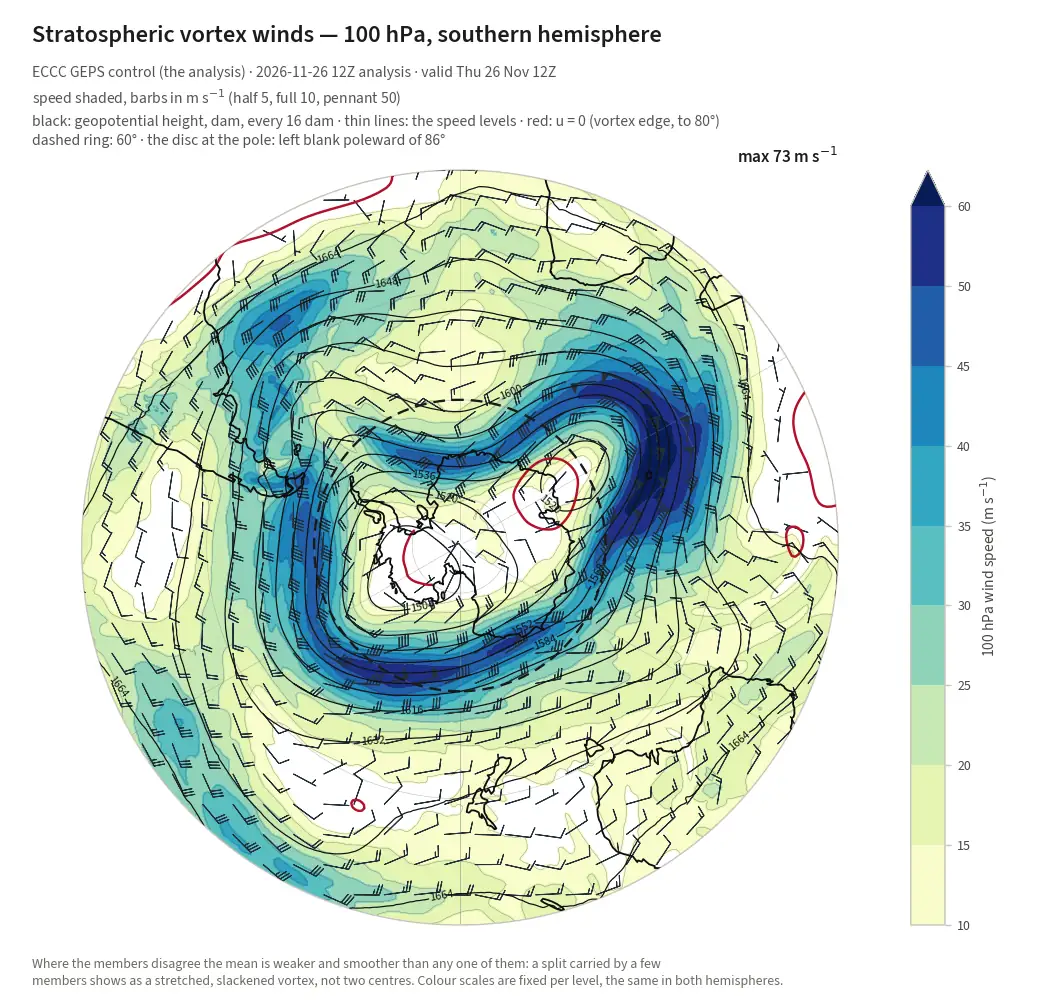 Stratospheric vortex winds — 100 hPa, southern hemisphere
ECCC GEPS control (the analysis) · 2026-11-26 12Z analysis · valid Thu 26 Nov 12Z
speed shaded, barbs in m s⁻¹ (half 5, full 10, pennant 50)
black: geopotential height, dam, every 16 dam · thin lines: the speed levels · red: u = 0 (vortex edge, to 80°)
dashed ring: 60° · the disc at the pole: left blank poleward of 86°
max 73 m s⁻¹
60
50
45
40
35
30
25
20
15
10
100 hPa wind speed (m s⁻¹)
1664
1648
1664
1600
1536
1520
1504
1552
1584
1616
1632
1664
1664
1664
Where the members disagree the mean is weaker and smoother than any one of them: a split carried by a few
members shows as a stretched, slackened vortex, not two centres. Colour scales are fixed per level, the same in both hemispheres.